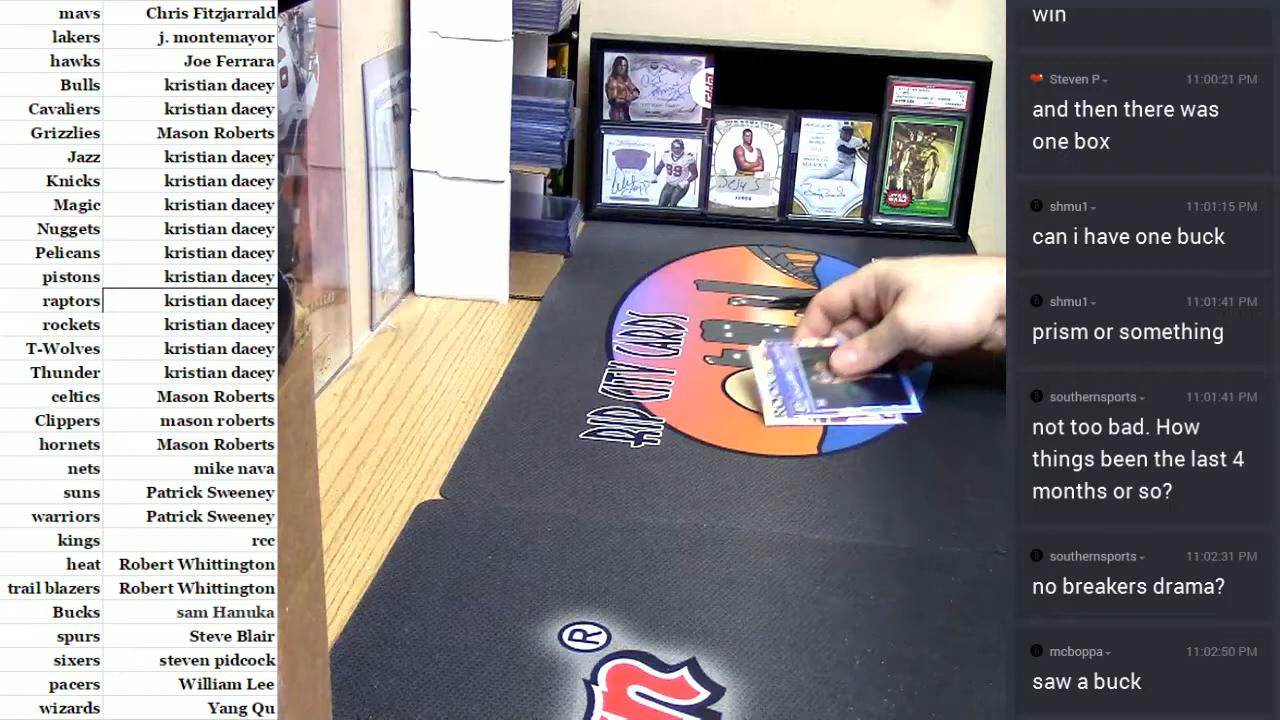 mavs Chris Fitzjarrald
lakers j. montemayor
hawks Joe Ferrara
Bulls kristian dacey
Cavaliers kristian dacey
Grizzlies Mason Roberts
Jazz kristian dacey
Knicks kristian dacey
Magic kristian dacey
Nuggets kristian dacey
Pelicans kristian dacey
pistons kristian dacey
raptors kristian dacey
rockets kristian dacey
T-Wolves kristian dacey
Thunder kristian dacey
celtics Mason Roberts
Clippers mason roberts
hornets Mason Roberts
nets mike nava
suns Patrick Sweeney
warriors Patrick Sweeney
kings rcc
heat Robert Whittington
trail blazers Robert Whittington
Bucks sam Hanuka
spurs Steve Blair
sixers steven pidcock
pacers William Lee
wizards Yang Qu
STAR WARS
RIP CITY CARDS
®
win
Steven P 11:00:21 PM
and then there was
one box
shmu1 11:01:15 PM
can i have one buck
shmu1 11:01:41 PM
prism or something
southernsports 11:01:41 PM
not too bad. How
things been the last 4
months or so?
southernsports 11:02:31 PM
no breakers drama?
mcboppa 11:02:50 PM
saw a buck